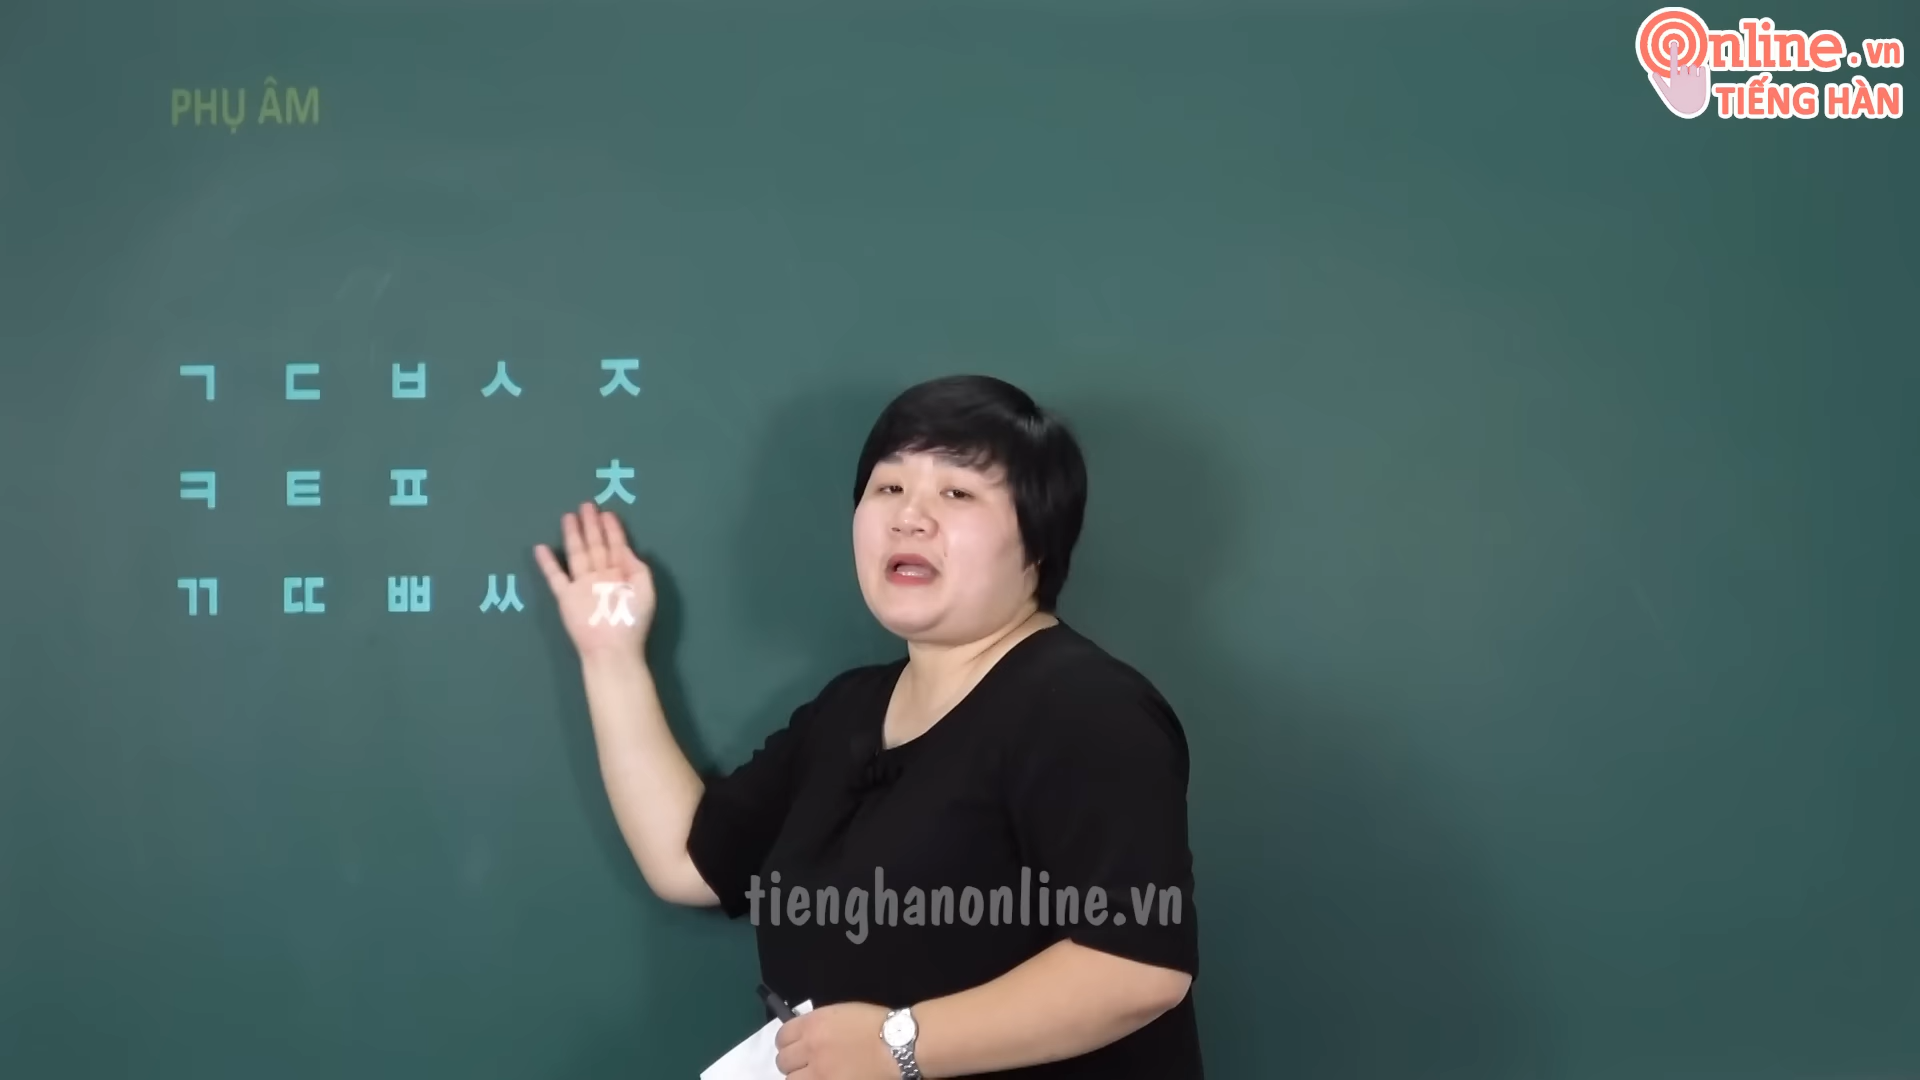 Online.vn
TIẾNG HÀN
PHỤ ÂM
ㄱ ㄷ ㅂ ㅅ ㅈ
ㅋ ㅌ ㅍ ㅊ
ㄲ ㄸ ㅃ ㅆ ㅉ
tienghanonline.vn